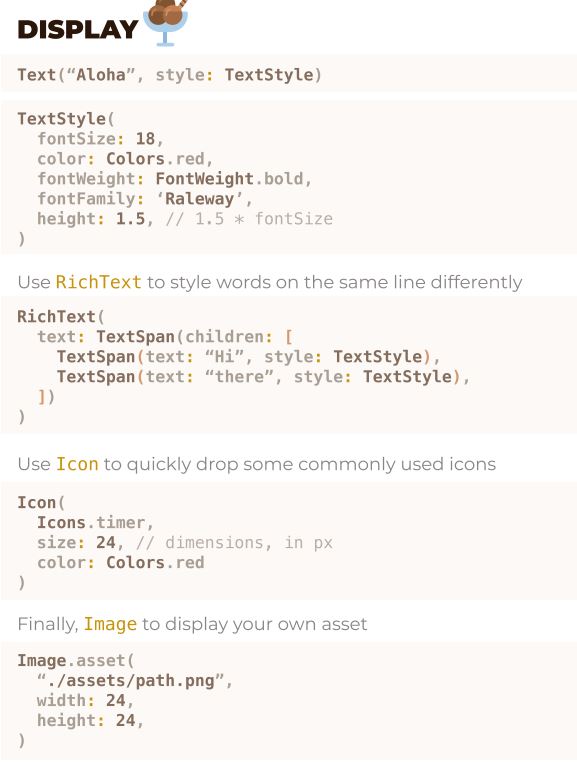 DISPLAY
Text(“Aloha”, style: TextStyle)
TextStyle(
  fontSize: 18,
  color: Colors.red,
  fontWeight: FontWeight.bold,
  fontFamily: ‘Raleway’,
  height: 1.5, // 1.5 * fontSize
)
Use RichText to style words on the same line differently
RichText(
  text: TextSpan(children: [
    TextSpan(text: “Hi”, style: TextStyle),
    TextSpan(text: “there”, style: TextStyle),
  ])
)
Use Icon to quickly drop some commonly used icons
Icon(
  Icons.timer,
  size: 24, // dimensions, in px
  color: Colors.red
)
Finally, Image to display your own asset
Image.asset(
  “./assets/path.png”,
  width: 24,
  height: 24,
)